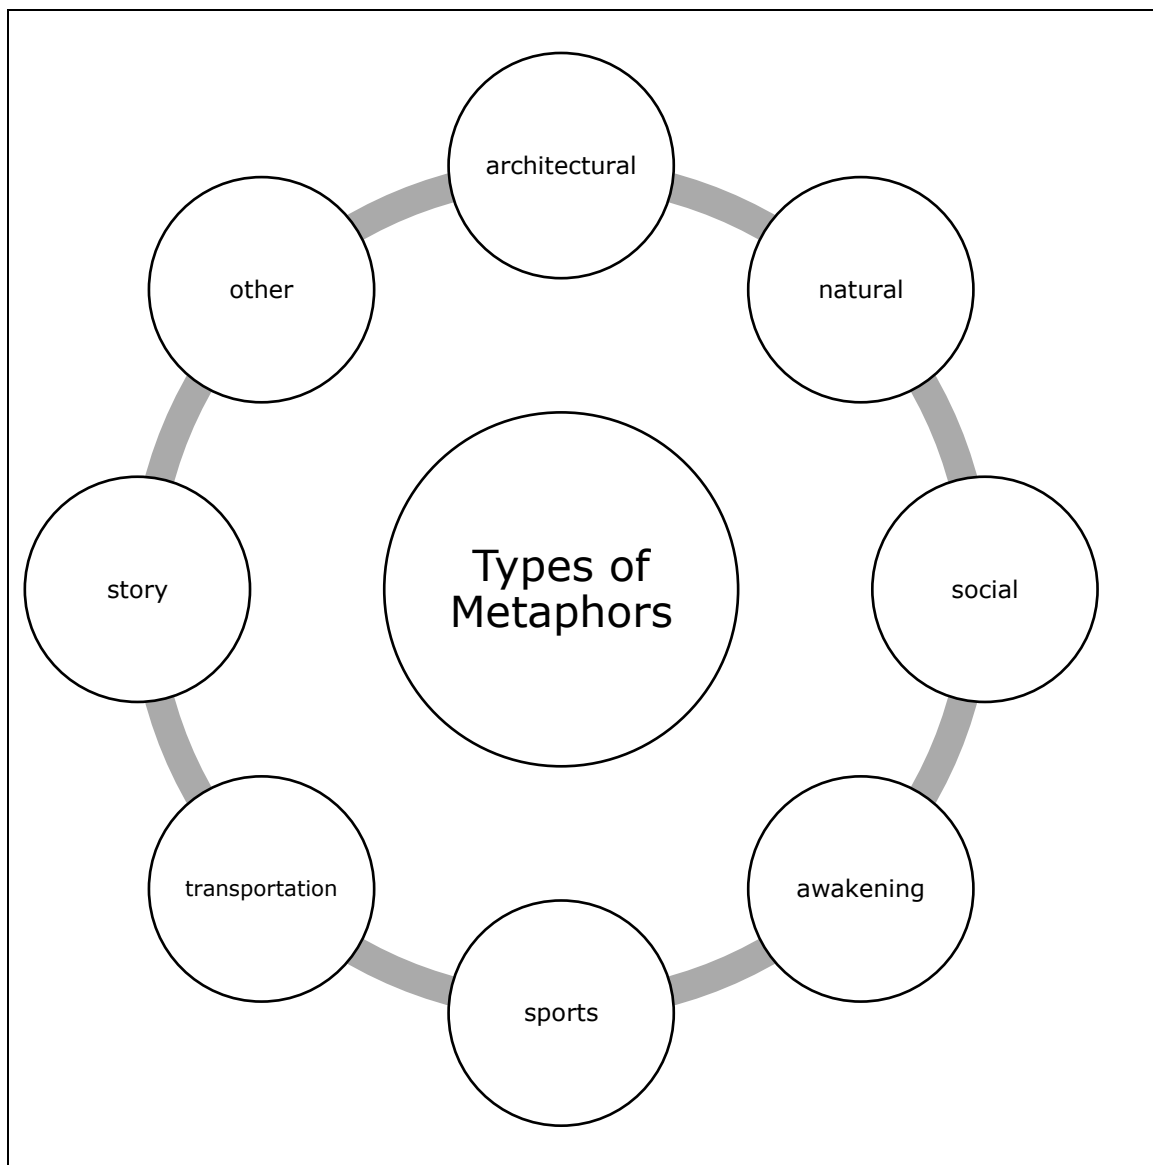 architectural
natural
social
awakening
sports
transportation
story
other
Types of
Metaphors